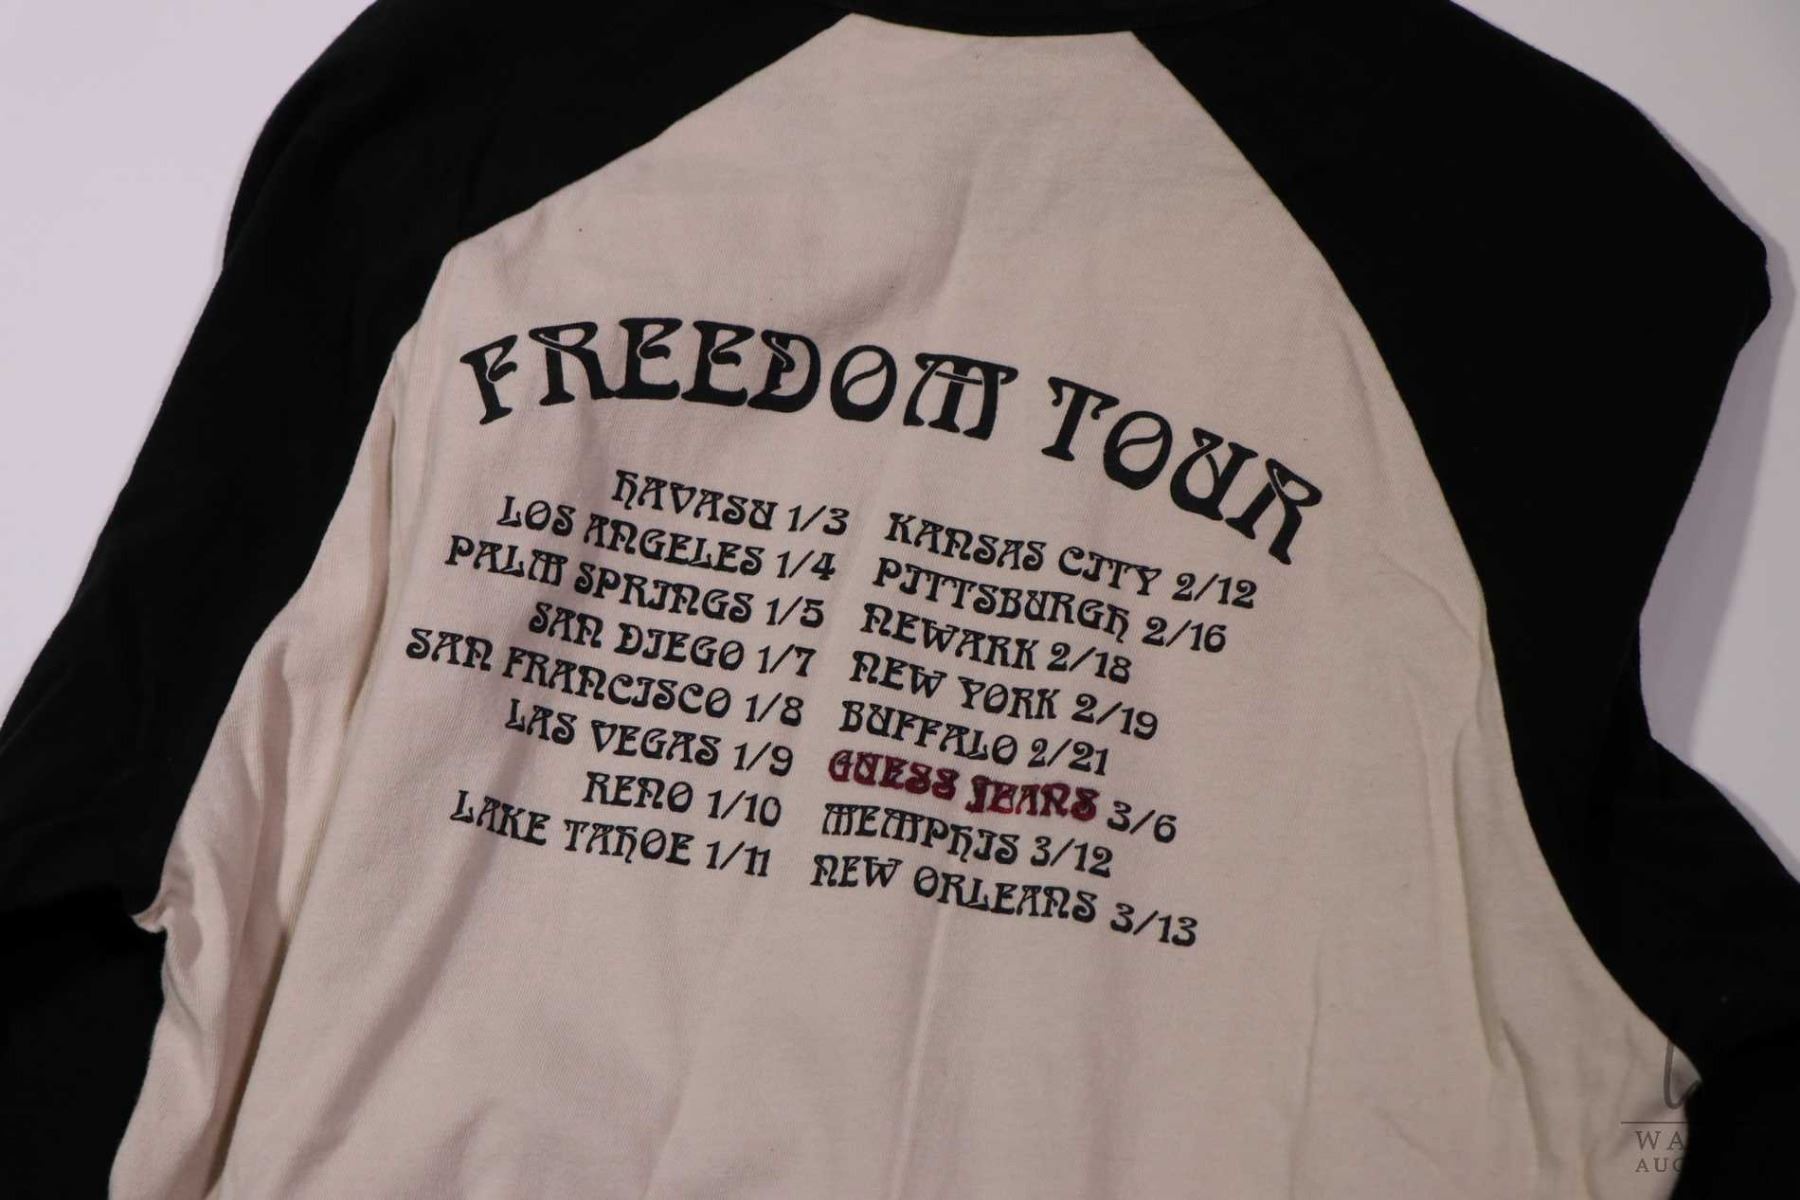 FREEDOM TOUR
HAVASU 1/3
LOS ANGELES 1/4
PALM SPRINGS 1/5
SAN DIEGO 1/7
SAN FRANCISCO 1/8
LAS VEGAS 1/9
RENO 1/10
LAKE TAHOE 1/11
KANSAS CITY 2/12
PITTSBURGH 2/16
NEWARK 2/18
NEW YORK 2/19
BUFFALO 2/21
GUESS JEANS 3/6
MEMPHIS 3/12
NEW ORLEANS 3/13
WA
AUC